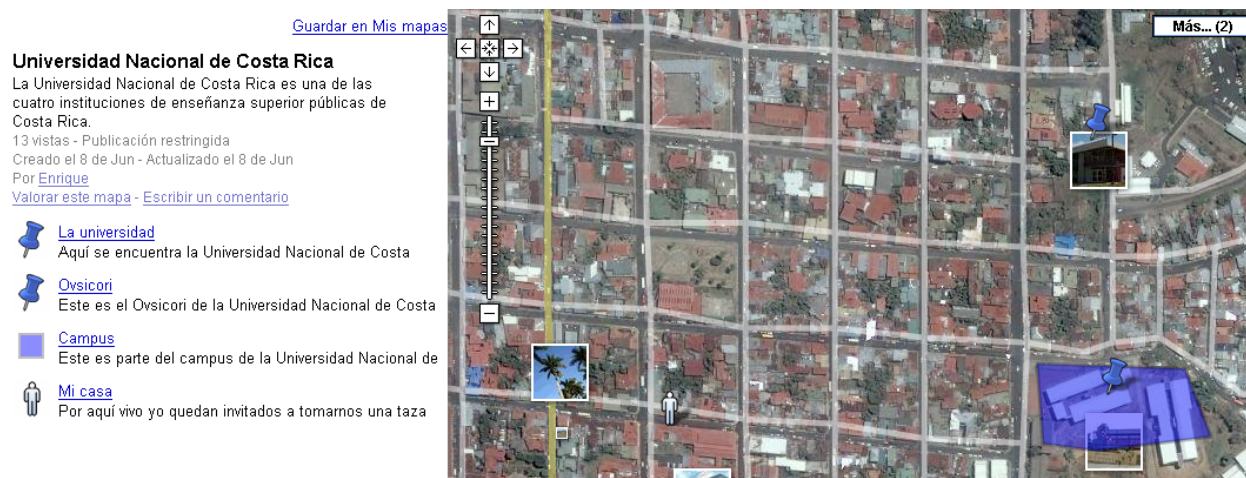 Guardar en Mis mapas
Universidad Nacional de Costa Rica
La Universidad Nacional de Costa Rica es una de las
cuatro instituciones de enseñanza superior públicas de
Costa Rica.
13 vistas - Publicación restringida
Creado el 8 de Jun - Actualizado el 8 de Jun
Por Enrique
Valorar este mapa - Escribir un comentario
La universidad
Aquí se encuentra la Universidad Nacional de Costa
Ovsicori
Este es el Ovsicori de la Universidad Nacional de Costa
Campus
Este es parte del campus de la Universidad Nacional de
Mi casa
Por aquí vivo yo quedan invitados a tomarnos una taza
Más... (2)